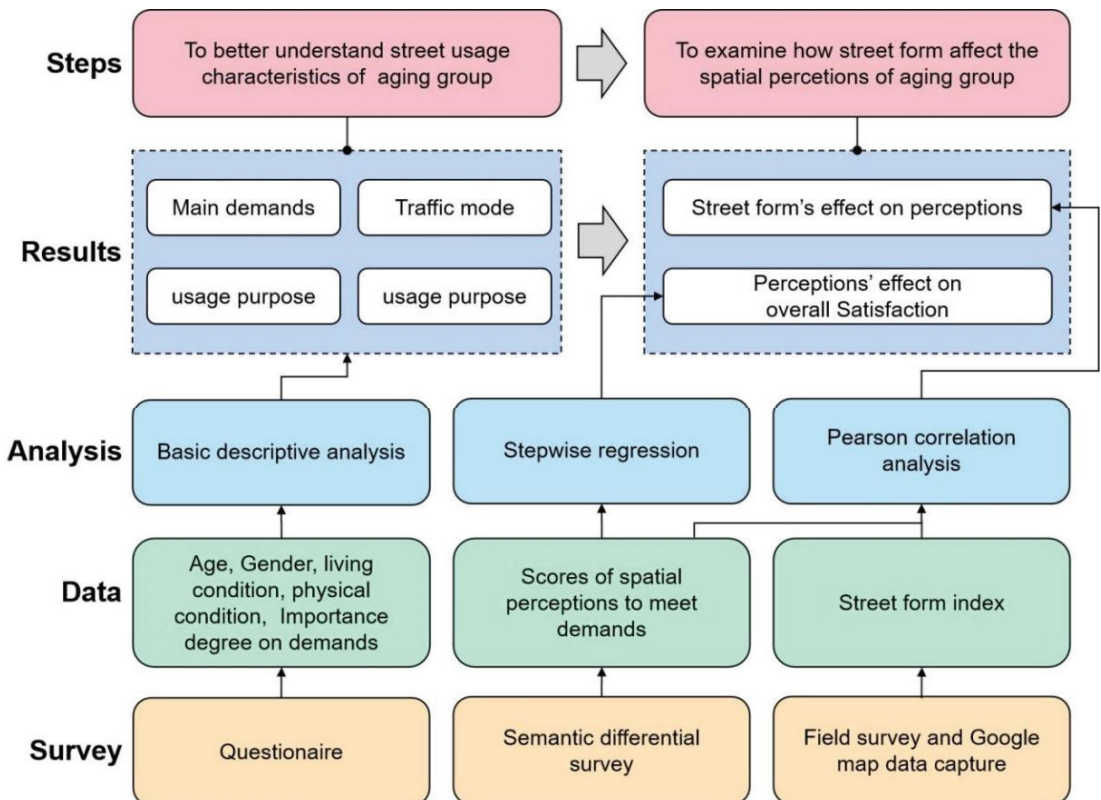 Steps
To better understand street usage
characteristics of aging group
To examine how street form affect the
spatial percetions of aging group
Results
Main demands
Traffic mode
usage purpose
usage purpose
Street form's effect on perceptions
Perceptions' effect on
overall Satisfaction
Analysis
Basic descriptive analysis
Stepwise regression
Pearson correlation
analysis
Data
Age, Gender, living
condition, physical
condition, Importance
degree on demands
Scores of spatial
perceptions to meet
demands
Street form index
Survey
Questionaire
Semantic differential
survey
Field survey and Google
map data capture